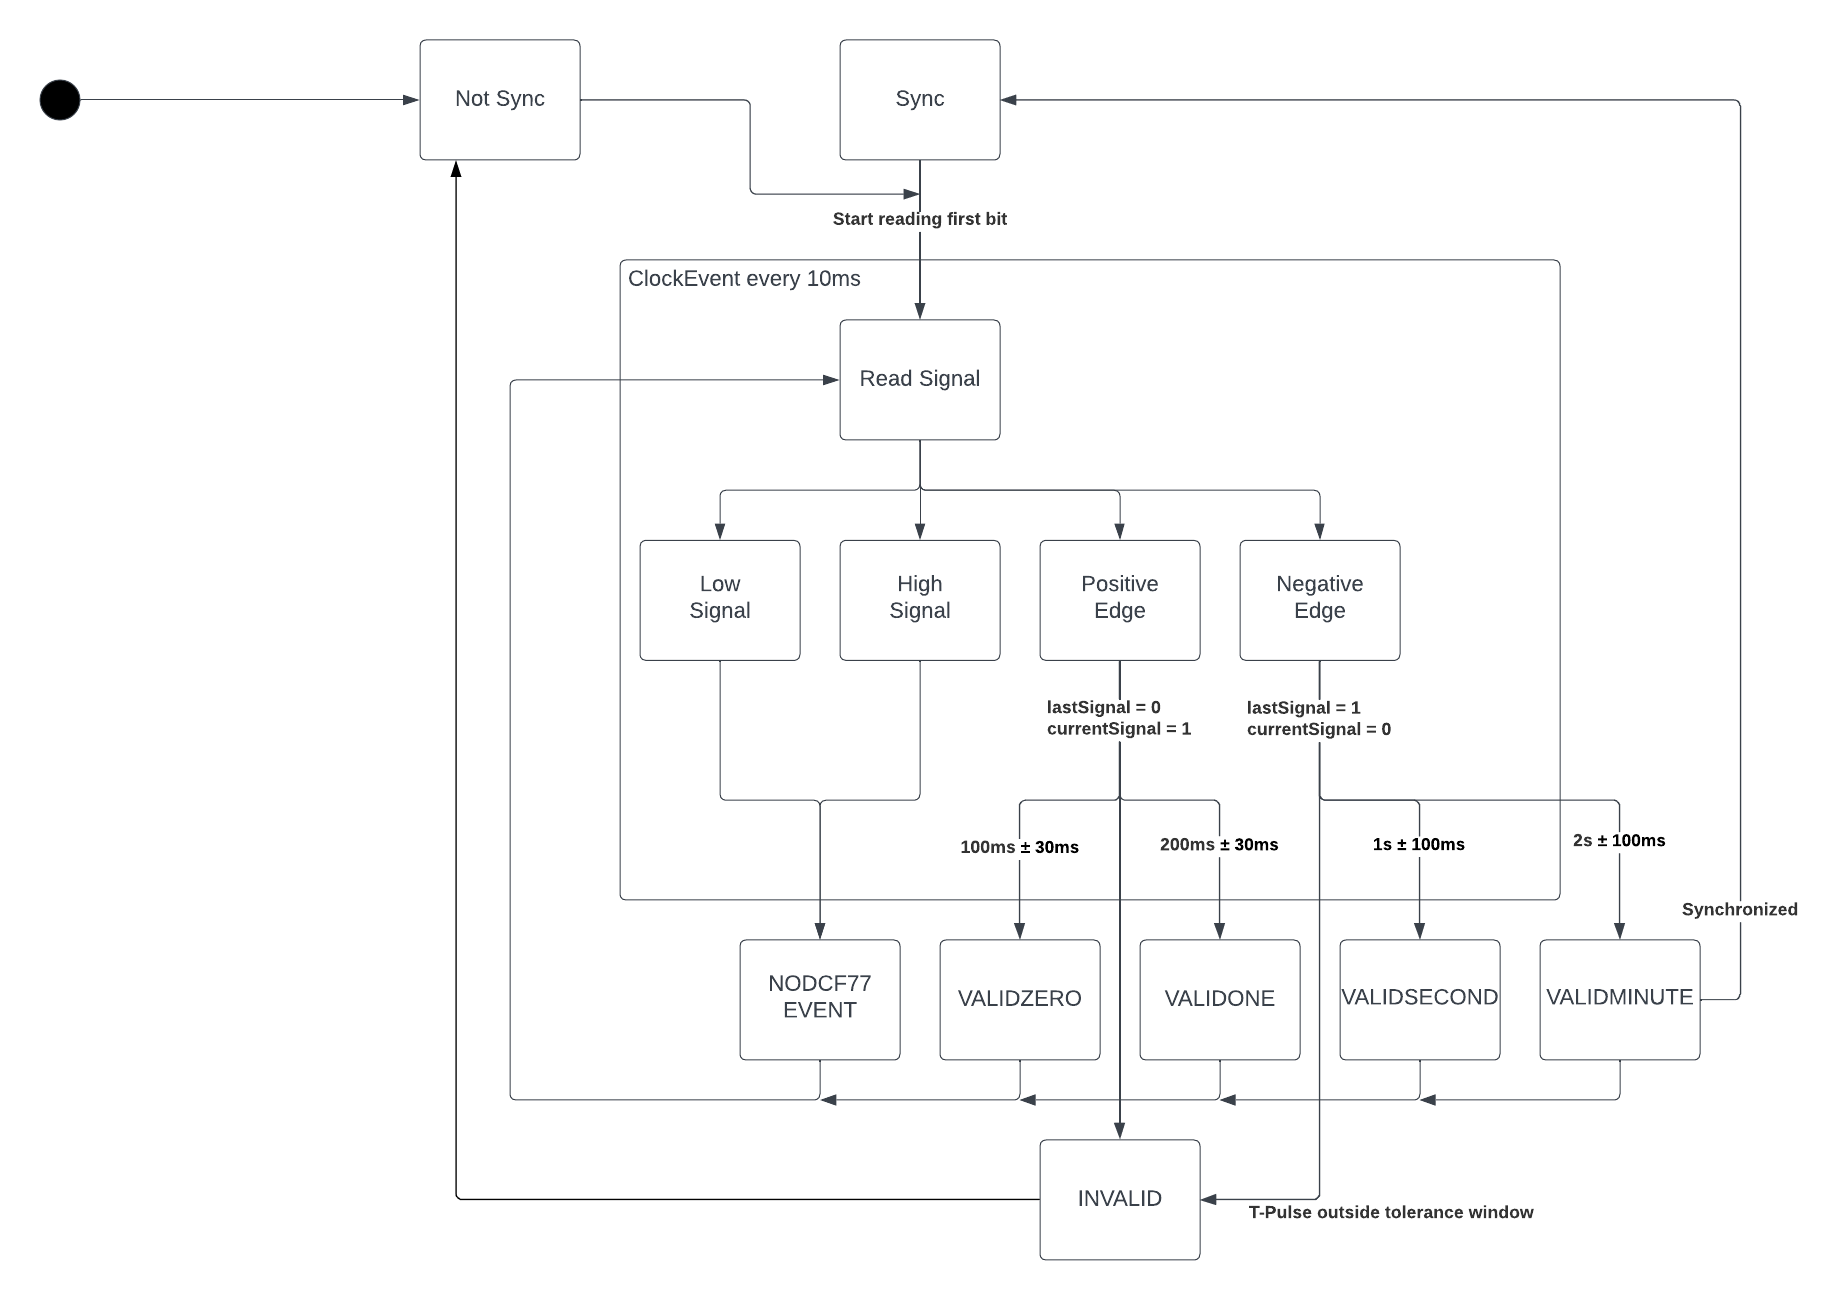 Not Sync
Sync
Start reading first bit
ClockEvent every 10ms
Read Signal
Low
Signal
High
Signal
Positive
Edge
Negative
Edge
lastSignal = 0
currentSignal = 1
lastSignal = 1
currentSignal = 0
100ms ± 30ms
200ms ± 30ms
1s ± 100ms
2s ± 100ms
Synchronized
NODCF77
EVENT
VALIDZERO
VALIDONE
VALIDSECOND
VALIDMINUTE
INVALID
T-Pulse outside tolerance window